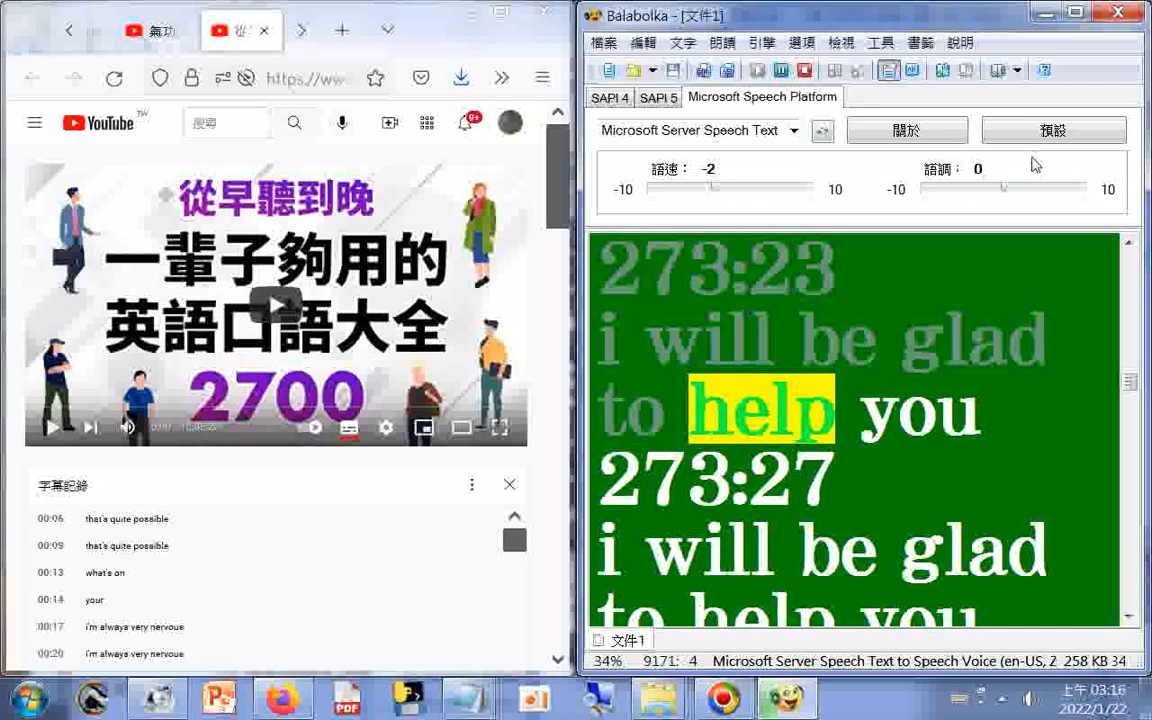 氣功
https://www
YouTube TW
搜尋
9+
從早聽到晚
一輩子夠用的
英語口語大全
2700
字幕記錄
00:06 that's quite possible
00:09 that's quite possible
00:13 what's on
00:14 your
00:17 i'm always very nervous
00:20 i'm always very nervous
Balabolka - [文件1]
檔案 編輯 文字 朗讀 引擎 選項 檢視 工具 書籤 說明
SAPI 4 SAPI 5 Microsoft Speech Platform
Microsoft Server Speech Text 關於 預設
語速： -2 語調： 0
-10 10 -10 10
273:23
i will be glad
to help you
273:27
i will be glad
to help you
文件1
34% 9171: 4 Microsoft Server Speech Text to Speech Voice (en-US, Z 258 KB 34
PDF
上午 03:16
2022/1/22